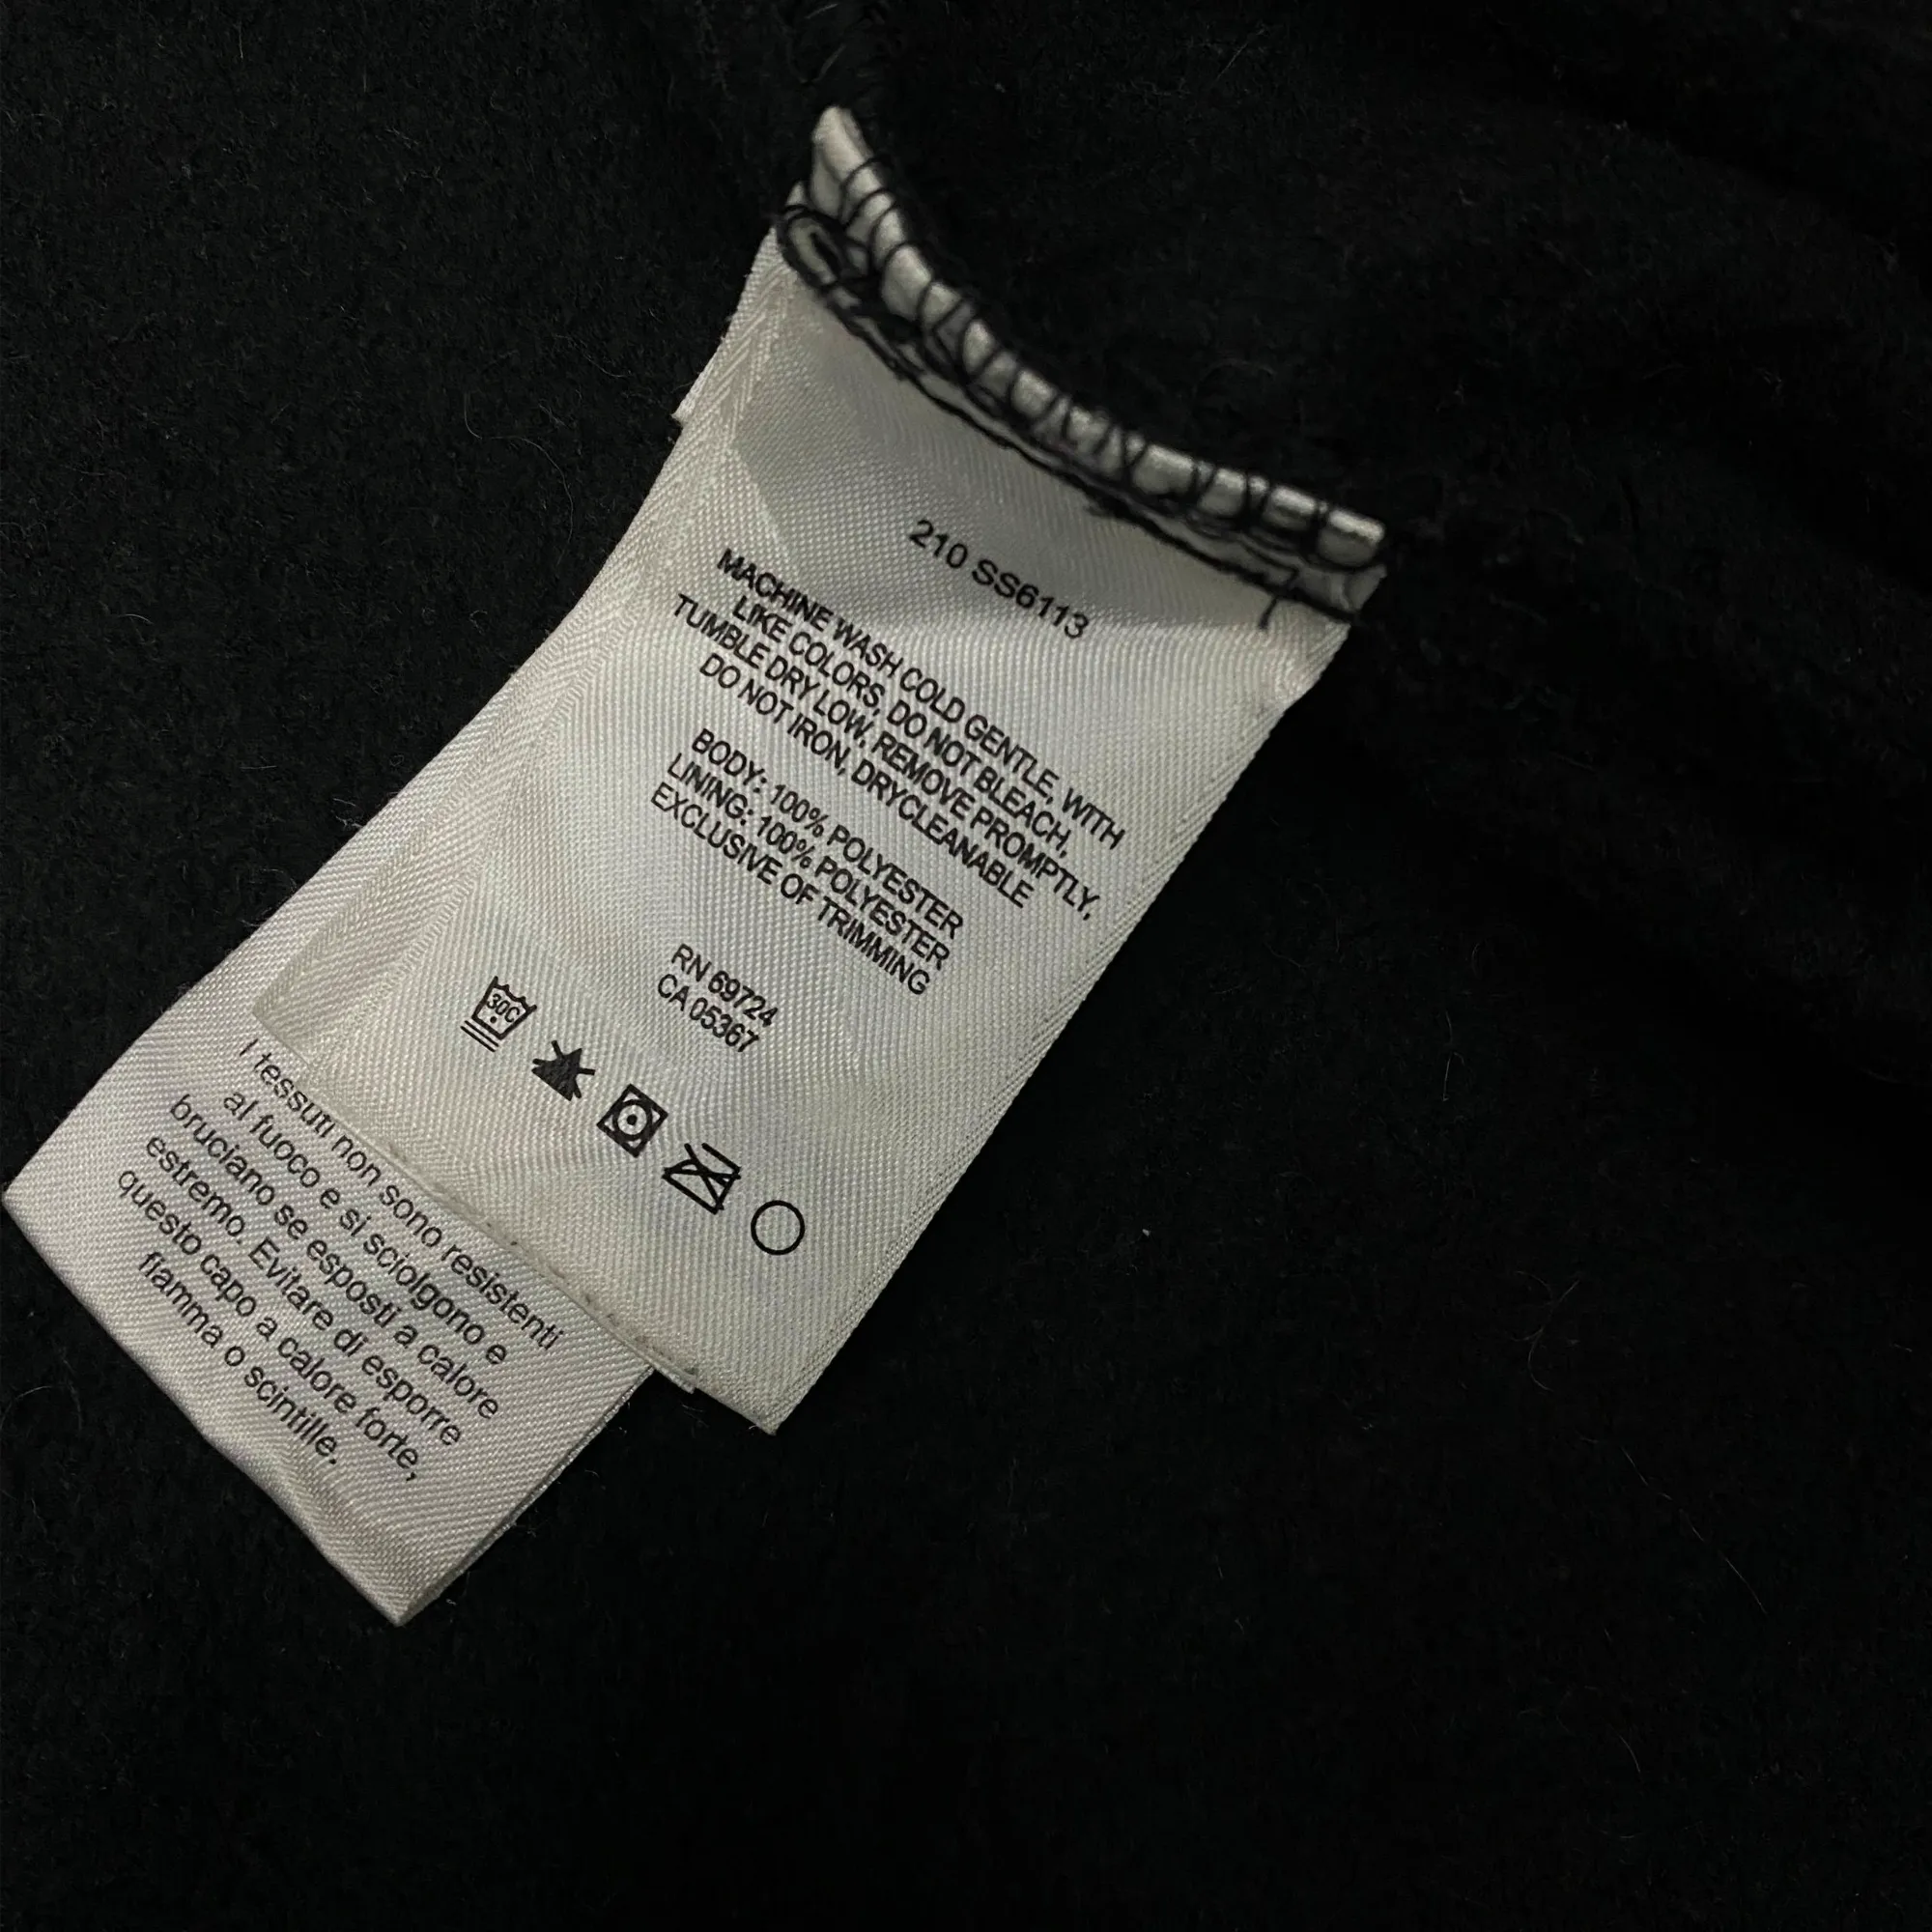 210 SS6113
MACHINE WASH COLD GENTLE, WITH
LIKE COLORS, DO NOT BLEACH,
TUMBLE DRY LOW, REMOVE PROMPTLY,
DO NOT IRON, DRYCLEANABLE
BODY: 100% POLYESTER
LINING: 100% POLYESTER
EXCLUSIVE OF TRIMMING
RN 69724
CA 05367
30C
I tessuti non sono resistenti
al fuoco e si sciolgono e
bruciano se esposti a calore
estremo. Evitare di esporre
questo capo a calore forte,
fiamma o scintille.